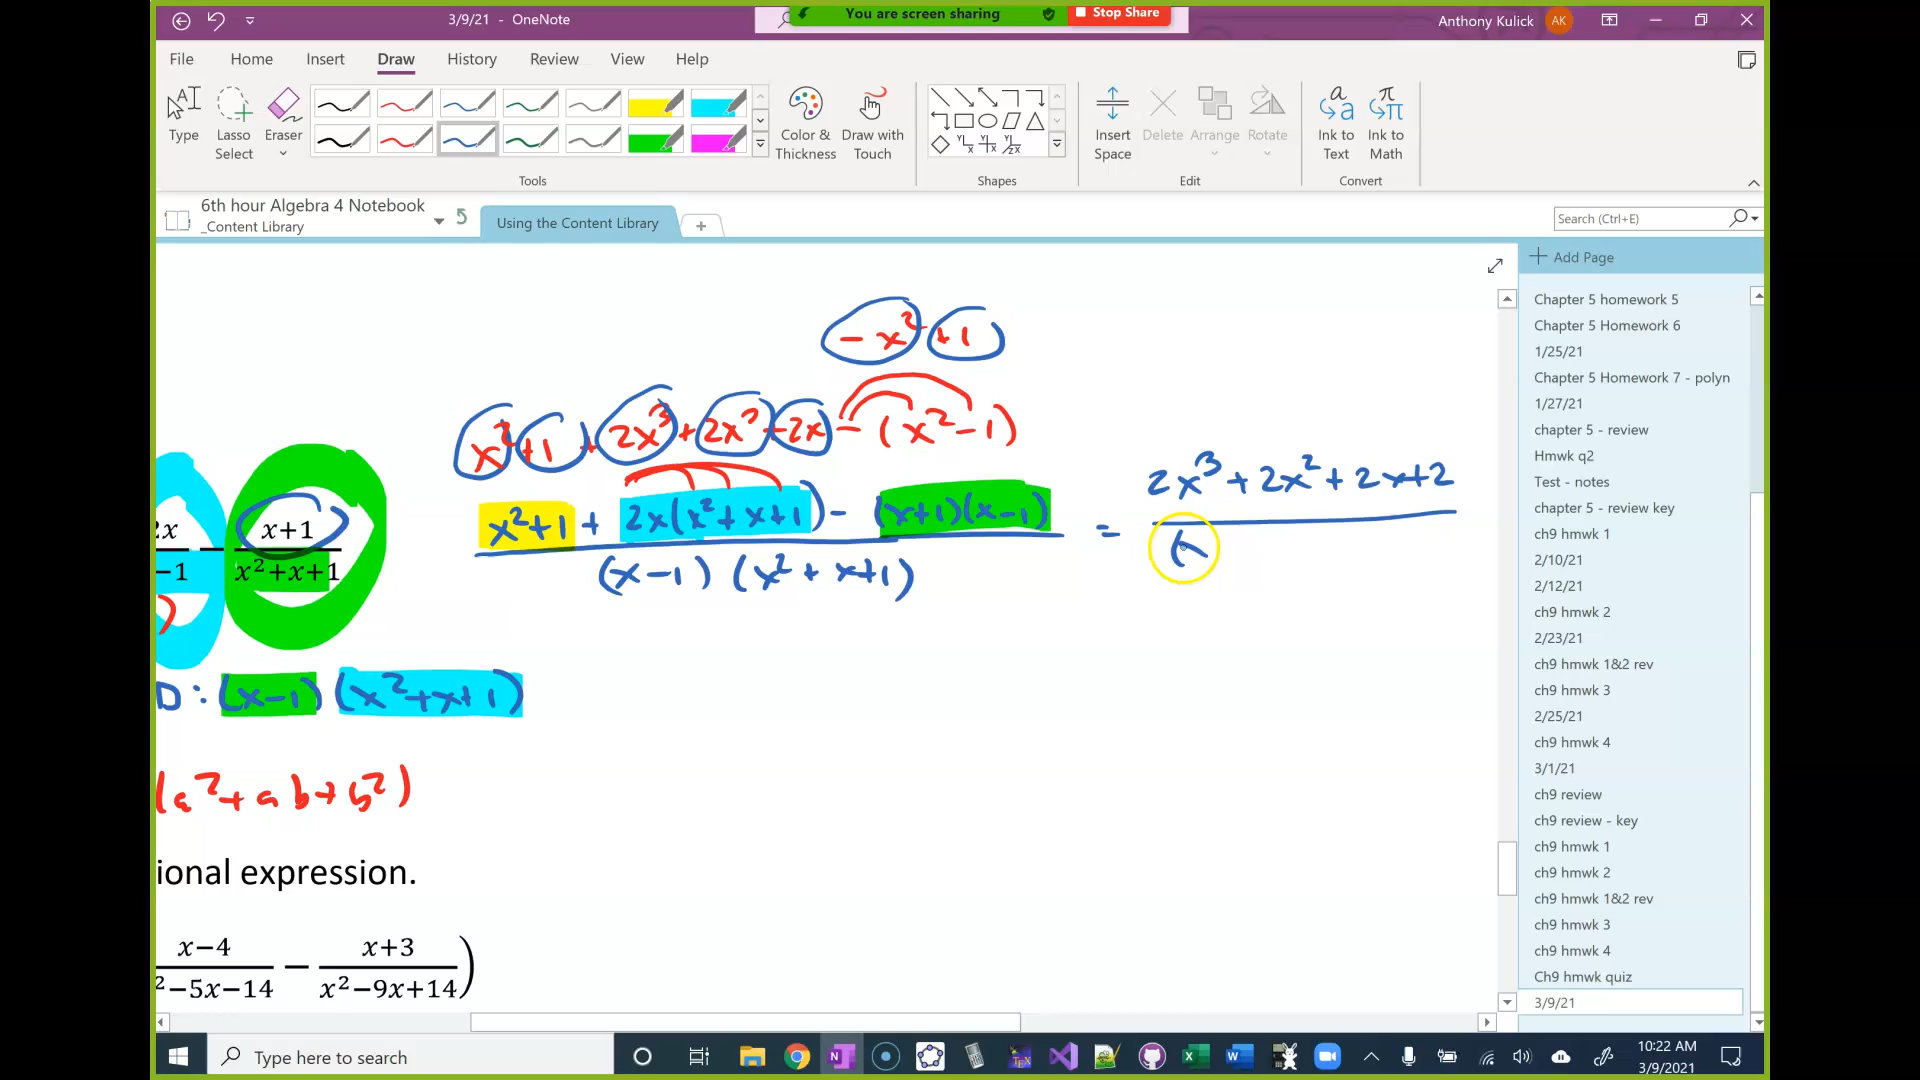 3/9/21 - OneNote
You are screen sharing
Stop Share
Anthony Kulick
AK
File Home Insert Draw History Review View Help
Type
Lasso Select
Eraser
Color & Thickness
Draw with Touch
Insert Space
Delete
Arrange
Rotate
Ink to Text
Ink to Math
Tools
Shapes
Edit
Convert
6th hour Algebra 4 Notebook
_Content Library
Using the Content Library
Search (Ctrl+E)
Add Page
Chapter 5 homework 5
Chapter 5 Homework 6
1/25/21
Chapter 5 Homework 7 - polyn
1/27/21
chapter 5 - review
Hmwk q2
Test - notes
chapter 5 - review key
ch9 hmwk 1
2/10/21
2/12/21
ch9 hmwk 2
2/23/21
ch9 hmwk 1&2 rev
ch9 hmwk 3
2/25/21
ch9 hmwk 4
3/1/21
ch9 review
ch9 review - key
ch9 hmwk 1
ch9 hmwk 2
ch9 hmwk 1&2 rev
ch9 hmwk 3
ch9 hmwk 4
Ch9 hmwk quiz
3/9/21
- x² + 1
x² + 1 + 2x³ + 2x² + 2x - (x² - 1)
x² + 1 + 2x(x² + x + 1) - (x+1)(x-1)
(x-1) (x² + x + 1)
=
2x³ + 2x² + 2x + 2
(x
2x
-1
)
−
x+1
x²+x+1
D: (x-1) (x² + x + 1)
(a² + ab + b²)
ional expression.
x−4
²−5x−14
−
x+3
x²−9x+14
)
Type here to search
10:22 AM
3/9/2021